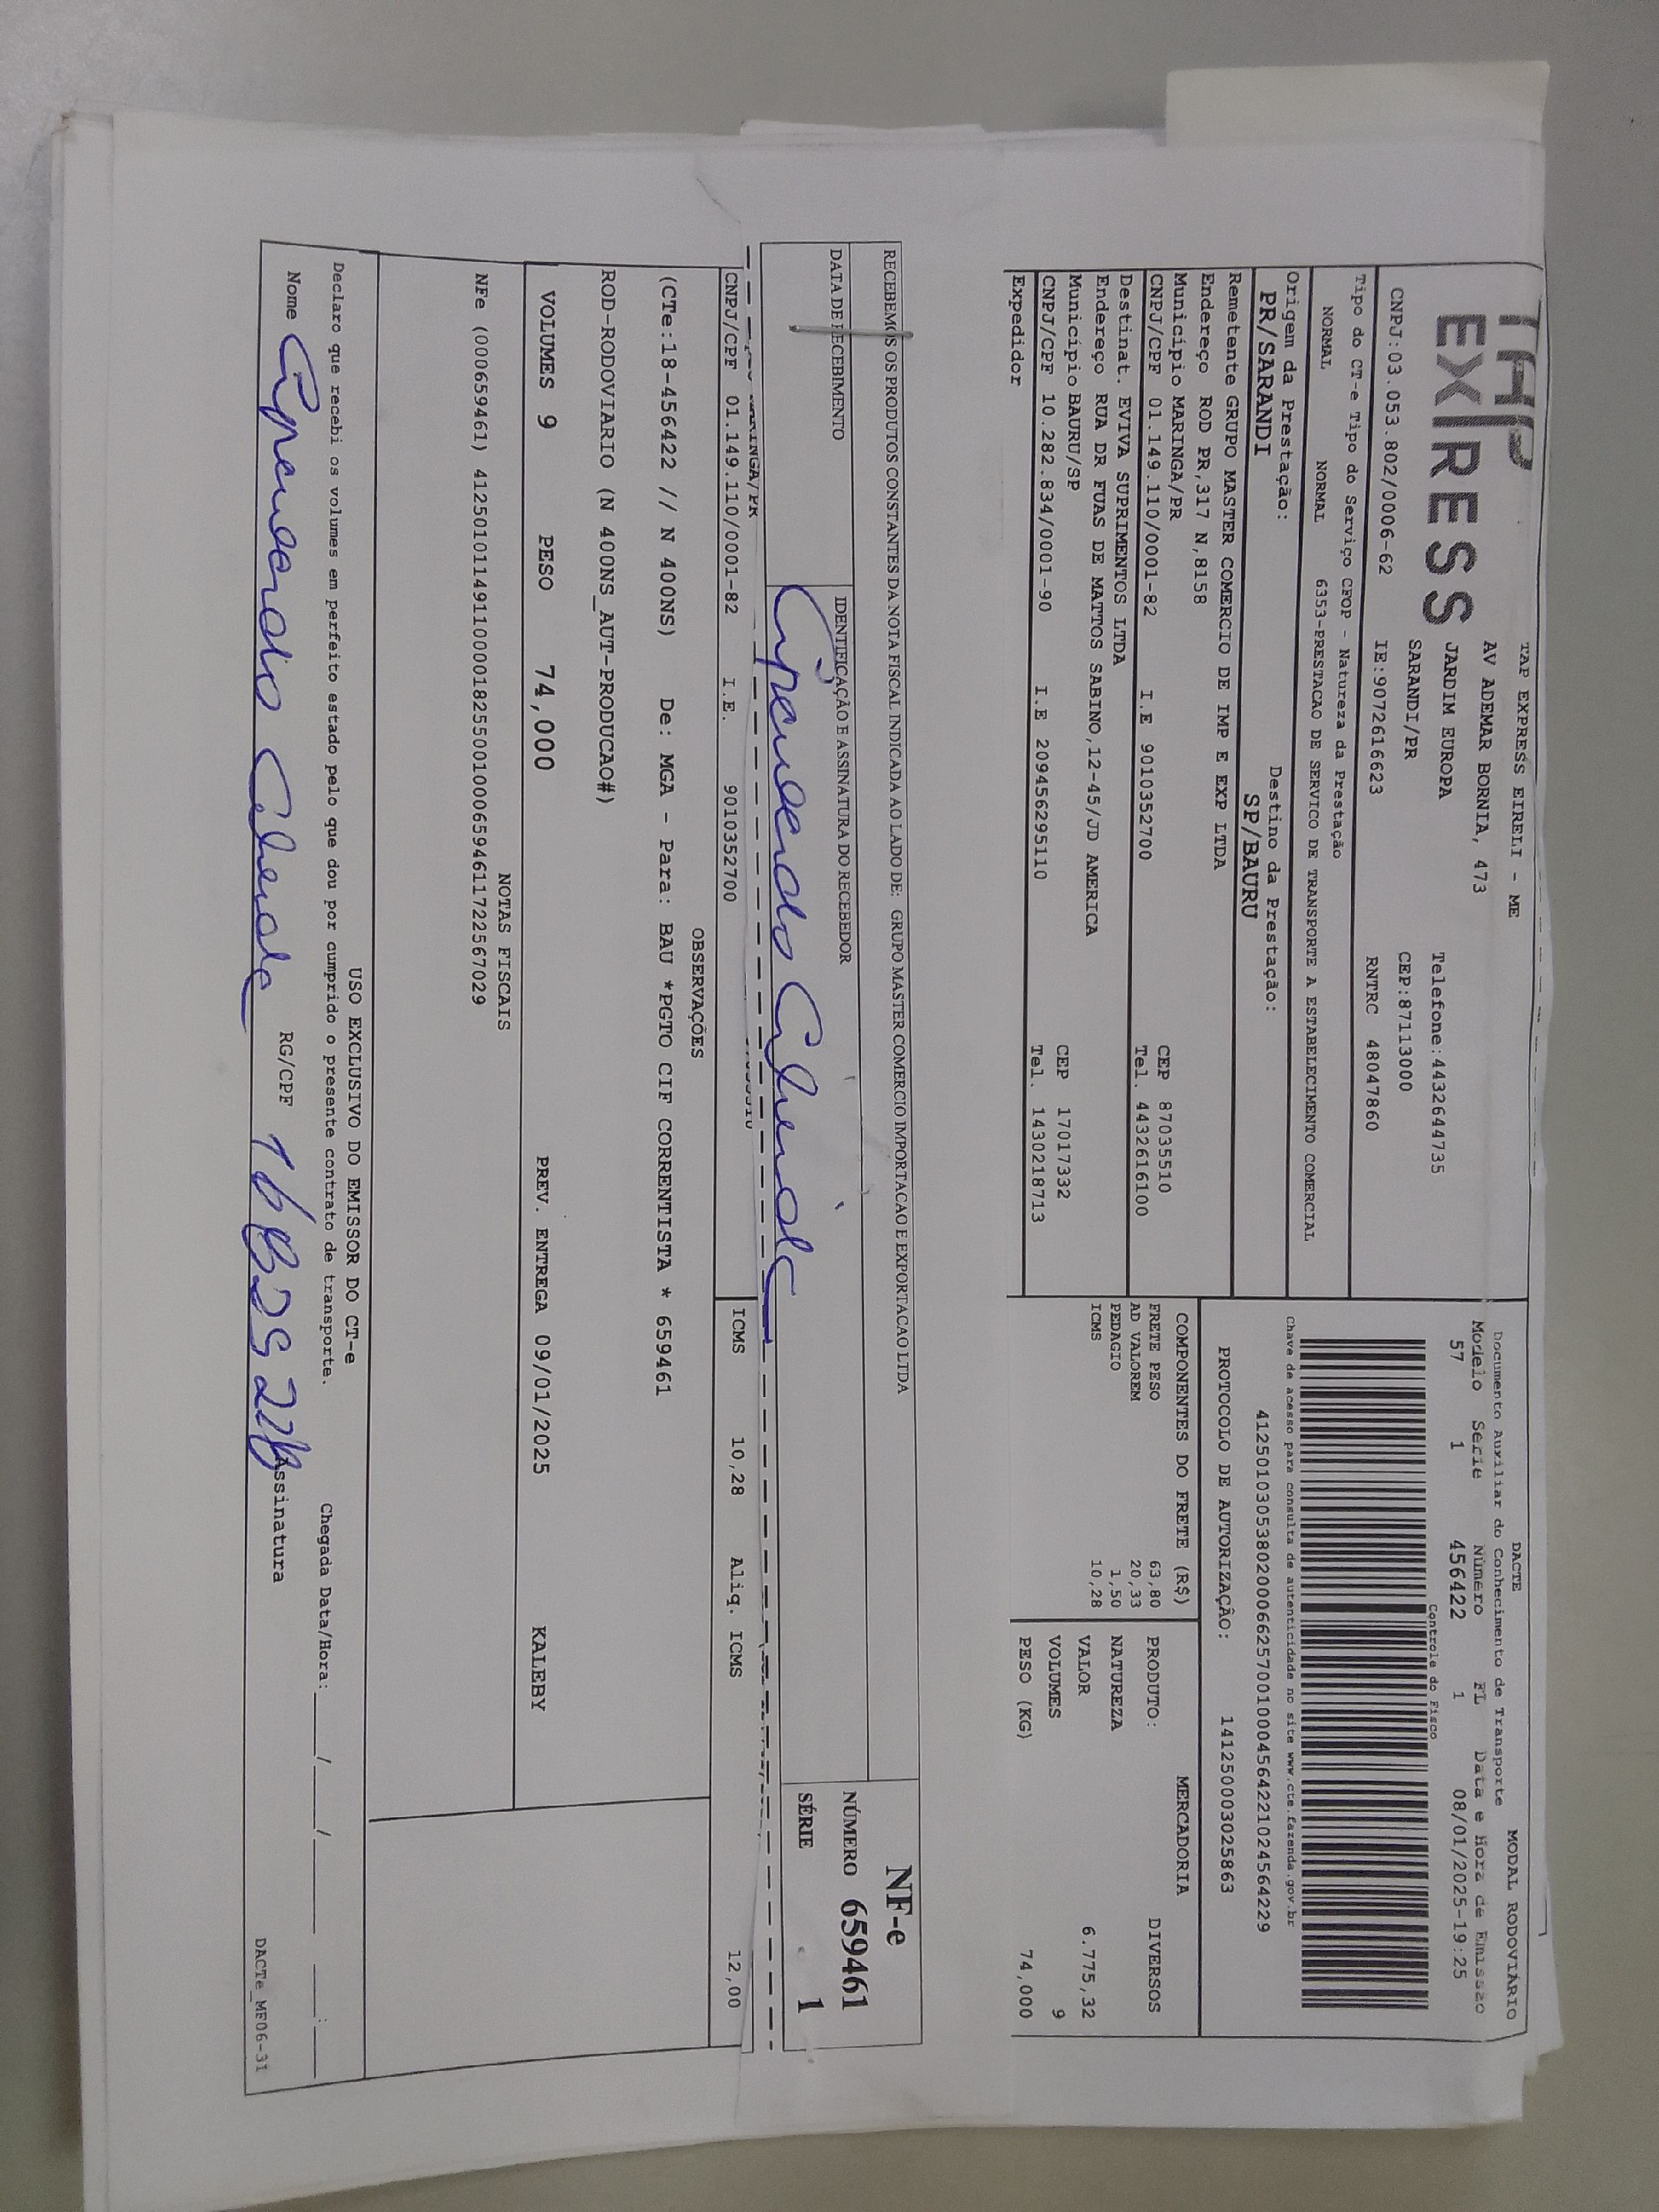 TAP EXPRESS EIRELI - ME
EXPRESS
AV ADEMAR BORNIA, 473
JARDIM EUROPA
Telefone:4432644735
SARANDI/PR
CEP:87113000
CNPJ:03.053.802/0006-62
IE:9072616623
RNTRC 48047860
Tipo do CT-e Tipo do Serviço CFOP - Natureza da Prestação
NORMAL NORMAL 6353-PRESTACAO DE SERVICO DE TRANSPORTE A ESTABELECIMENTO COMERCIAL
Origem da Prestação: Destino da Prestação:
PR/SARANDI SP/BAURU
Remetente GRUPO MASTER COMERCIO DE IMP E EXP LTDA
Endereço ROD PR,317 N,8158
Município MARINGA/PR CEP 87035510
CNPJ/CPF 01.149.110/0001-82 I.E 9010352700 Tel. 4432616100
Destinat. EVIVA SUPRIMENTOS LTDA
Endereço RUA DR FUAS DE MATTOS SABINO,12-45/JD AMERICA
Município BAURU/SP CEP 17017332
CNPJ/CPF 10.282.834/0001-90 I.E 209456295110 Tel. 1430218713
Expedidor
DACTE MODAL RODOVIÁRIO
Documento Auxiliar do Conhecimento de Transporte
Modelo Série Número FL Data e Hora de Emissão
57 1 456422 1 08/01/2025-19:25
Controle do Fisco
Chave de acesso para consulta de autenticidade no site www.cte.fazenda.gov.br
41250103053802000662570010004564221024564229
PROTOCOLO DE AUTORIZAÇÃO: 141250003025863
COMPONENTES DO FRETE (R$)
FRETE PESO 63,80
AD VALOREM 20,33
PEDAGIO 1,50
ICMS 10,28
MERCADORIA
PRODUTO: DIVERSOS
NATUREZA
VALOR 6.775,32
VOLUMES 9
PESO (KG) 74,000
RECEBEMOS OS PRODUTOS CONSTANTES DA NOTA FISCAL INDICADA AO LADO DE: GRUPO MASTER COMERCIO IMPORTACAO E EXPORTACAO LTDA
DATA DE RECEBIMENTO
IDENTIFICAÇÃO E ASSINATURA DO RECEBEDOR
NF-e
NÚMERO 659461
SÉRIE 1
MARINGA/PR
CNPJ/CPF 01.149.110/0001-82 I.E. 9010352700
ICMS 10,28 Aliq. ICMS 12,00
OBSERVAÇÕES
(CTe:18-456422 // N 400NS) De: MGA - Para: BAU *PGTO CIF CORRENTISTA * 659461
ROD-RODOVIARIO (N 400NS_AUT-PRODUCAO#)
VOLUMES 9 PESO 74,000 PREV. ENTREGA 09/01/2025 KALEBY
NOTAS FISCAIS
NFe (000659461) 41250101149110000182550010006594611722567029
USO EXCLUSIVO DO EMISSOR DO CT-e
Declaro que recebi os volumes em perfeito estado pelo que dou por cumprido o presente contrato de transporte. Chegada Data/Hora:____/____/____ ____:____
Nome RG/CPF Assinatura
DACTe_MF06-31